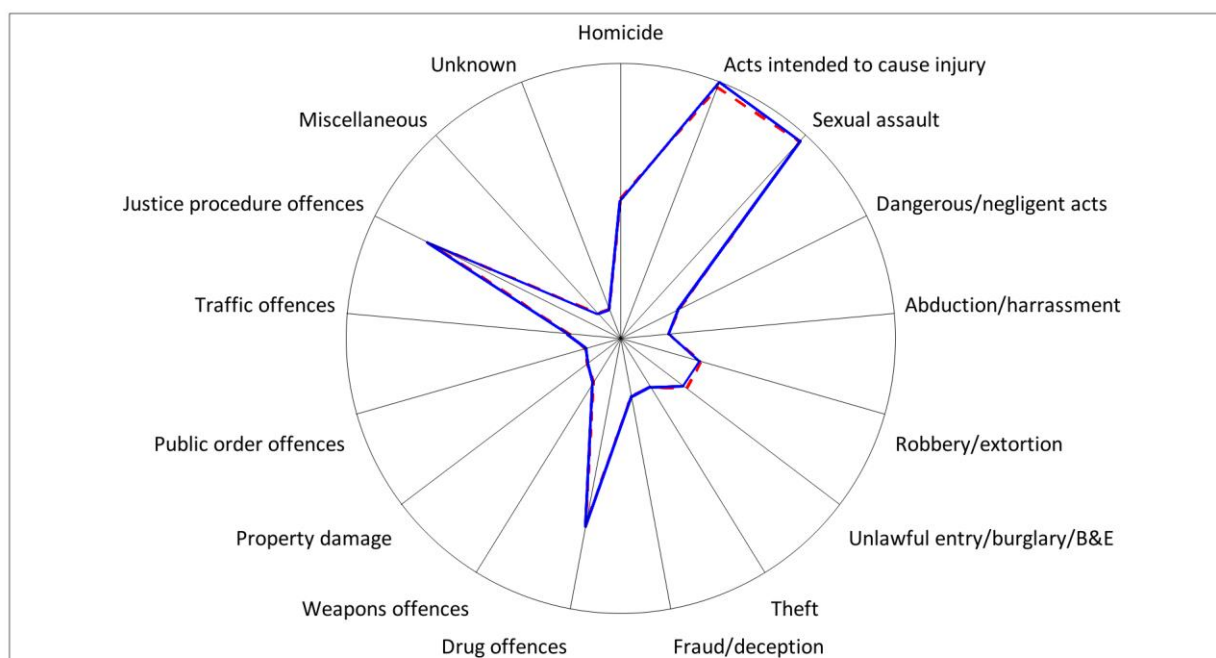 Homicide
Unknown
Acts intended to cause injury
Miscellaneous
Sexual assault
Justice procedure offences
Dangerous/negligent acts
Traffic offences
Abduction/harrassment
Public order offences
Robbery/extortion
Property damage
Unlawful entry/burglary/B&E
Weapons offences
Theft
Drug offences
Fraud/deception